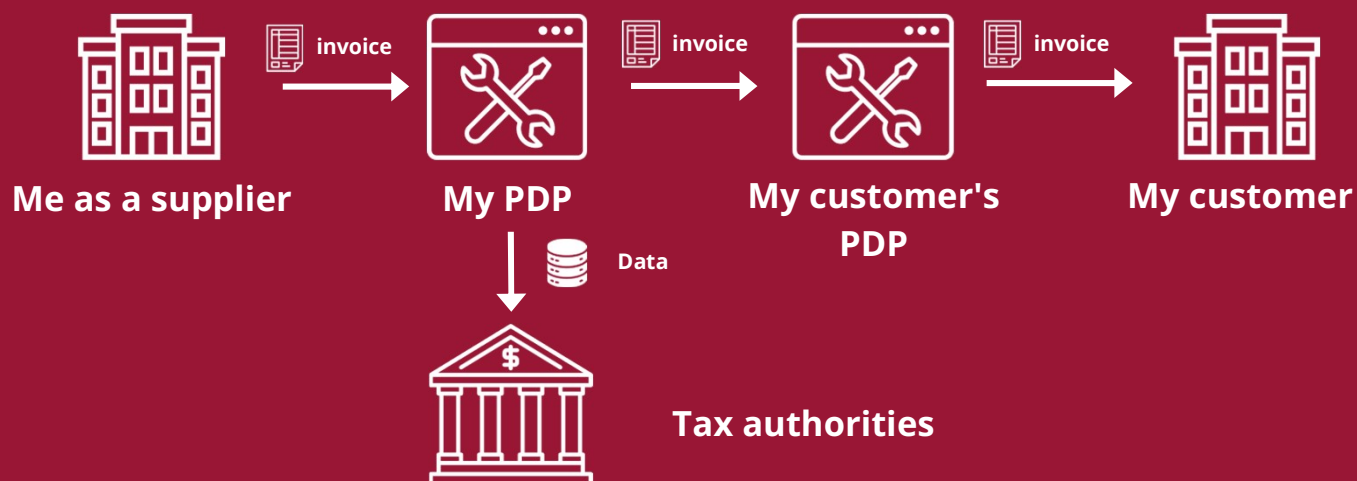 invoice
invoice
invoice
Me as a supplier
My PDP
My customer's
PDP
My customer
Data
$
Tax authorities